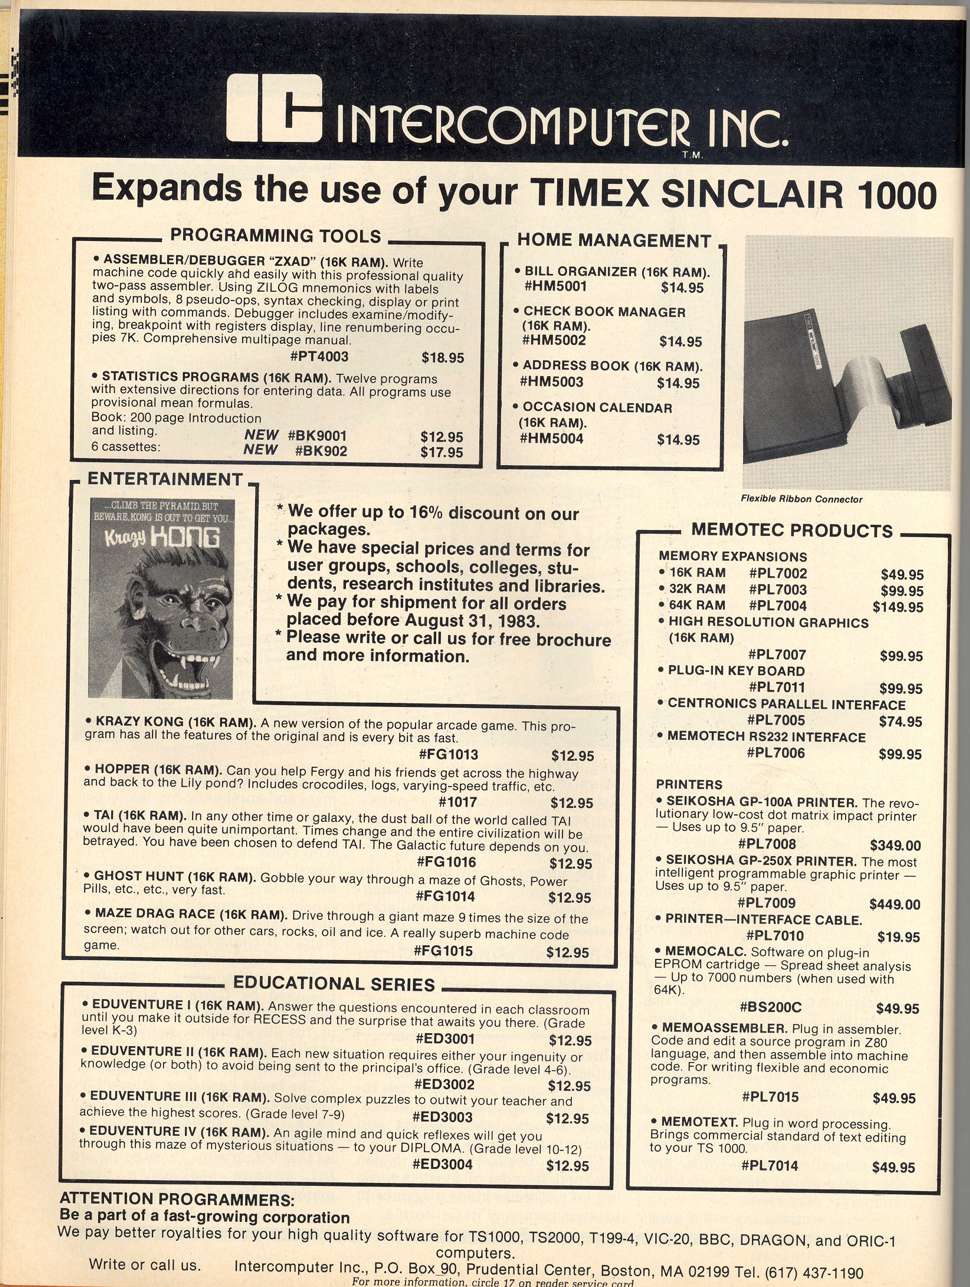 IC INTERCOMPUTER INC.
T.M.
Expands the use of your TIMEX SINCLAIR 1000
PROGRAMMING TOOLS
• ASSEMBLER/DEBUGGER "ZXAD" (16K RAM). Write
machine code quickly ahd easily with this professional quality
two-pass assembler. Using ZILOG mnemonics with labels
and symbols, 8 pseudo-ops, syntax checking, display or print
listing with commands. Debugger includes examine/modify-
ing, breakpoint with registers display, line renumbering occu-
pies 7K. Comprehensive multipage manual.
#PT4003 $18.95
• STATISTICS PROGRAMS (16K RAM). Twelve programs
with extensive directions for entering data. All programs use
provisional mean formulas.
Book: 200 page Introduction
and listing. NEW #BK9001 $12.95
6 cassettes: NEW #BK902 $17.95
HOME MANAGEMENT
• BILL ORGANIZER (16K RAM).
#HM5001 $14.95
• CHECK BOOK MANAGER
(16K RAM).
#HM5002 $14.95
• ADDRESS BOOK (16K RAM).
#HM5003 $14.95
• OCCASION CALENDAR
(16K RAM).
#HM5004 $14.95
Flexible Ribbon Connector
ENTERTAINMENT
...CLIMB THE PYRAMID, BUT
BEWARE, KONG IS OUT TO GET YOU...
Krazy KONG
* We offer up to 16% discount on our
packages.
* We have special prices and terms for
user groups, schools, colleges, stu-
dents, research institutes and libraries.
* We pay for shipment for all orders
placed before August 31, 1983.
* Please write or call us for free brochure
and more information.
• KRAZY KONG (16K RAM). A new version of the popular arcade game. This pro-
gram has all the features of the original and is every bit as fast.
#FG1013 $12.95
• HOPPER (16K RAM). Can you help Fergy and his friends get across the highway
and back to the Lily pond? Includes crocodiles, logs, varying-speed traffic, etc.
#1017 $12.95
• TAI (16K RAM). In any other time or galaxy, the dust ball of the world called TAI
would have been quite unimportant. Times change and the entire civilization will be
betrayed. You have been chosen to defend TAI. The Galactic future depends on you.
#FG1016 $12.95
• GHOST HUNT (16K RAM). Gobble your way through a maze of Ghosts, Power
Pills, etc., etc., very fast.
#FG1014 $12.95
• MAZE DRAG RACE (16K RAM). Drive through a giant maze 9 times the size of the
screen; watch out for other cars, rocks, oil and ice. A really superb machine code
game. #FG1015 $12.95
EDUCATIONAL SERIES
• EDUVENTURE I (16K RAM). Answer the questions encountered in each classroom
until you make it outside for RECESS and the surprise that awaits you there. (Grade
level K-3)
#ED3001 $12.95
• EDUVENTURE II (16K RAM). Each new situation requires either your ingenuity or
knowledge (or both) to avoid being sent to the principal's office. (Grade level 4-6).
#ED3002 $12.95
• EDUVENTURE III (16K RAM). Solve complex puzzles to outwit your teacher and
achieve the highest scores. (Grade level 7-9) #ED3003 $12.95
• EDUVENTURE IV (16K RAM). An agile mind and quick reflexes will get you
through this maze of mysterious situations — to your DIPLOMA. (Grade level 10-12)
#ED3004 $12.95
MEMOTEC PRODUCTS
MEMORY EXPANSIONS
• 16K RAM #PL7002 $49.95
• 32K RAM #PL7003 $99.95
• 64K RAM #PL7004 $149.95
• HIGH RESOLUTION GRAPHICS
(16K RAM)
#PL7007 $99.95
• PLUG-IN KEY BOARD
#PL7011 $99.95
• CENTRONICS PARALLEL INTERFACE
#PL7005 $74.95
• MEMOTECH RS232 INTERFACE
#PL7006 $99.95
PRINTERS
• SEIKOSHA GP-100A PRINTER. The revo-
lutionary low-cost dot matrix impact printer
— Uses up to 9.5" paper.
#PL7008 $349.00
• SEIKOSHA GP-250X PRINTER. The most
intelligent programmable graphic printer —
Uses up to 9.5" paper.
#PL7009 $449.00
• PRINTER—INTERFACE CABLE.
#PL7010 $19.95
• MEMOCALC. Software on plug-in
EPROM cartridge — Spread sheet analysis
— Up to 7000 numbers (when used with
64K).
#BS200C $49.95
• MEMOASSEMBLER. Plug in assembler.
Code and edit a source program in Z80
language, and then assemble into machine
code. For writing flexible and economic
programs.
#PL7015 $49.95
• MEMOTEXT. Plug in word processing.
Brings commercial standard of text editing
to your TS 1000.
#PL7014 $49.95
ATTENTION PROGRAMMERS:
Be a part of a fast-growing corporation
We pay better royalties for your high quality software for TS1000, TS2000, T199-4, VIC-20, BBC, DRAGON, and ORIC-1
computers.
Write or call us. Intercomputer Inc., P.O. Box 90, Prudential Center, Boston, MA 02199 Tel. (617) 437-1190
For more information, circle 17 on reader service card